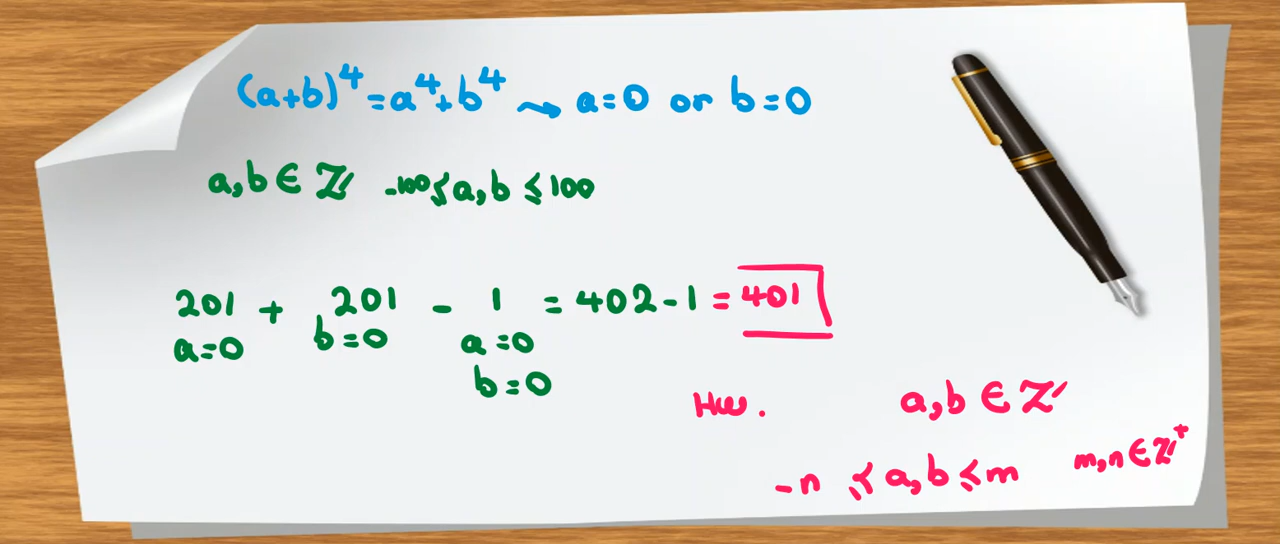 (a+b)⁴=a⁴+b⁴ ⇝ a=0 or b=0
a,b ∈ ℤ -100≤a,b ≤100
201 + 201 - 1 = 402-1 = 401
a=0 b=0 a=0
b=0
Hw. a,b ∈ ℤ
-n ≤ a,b ≤ m m,n∈ℤ⁺